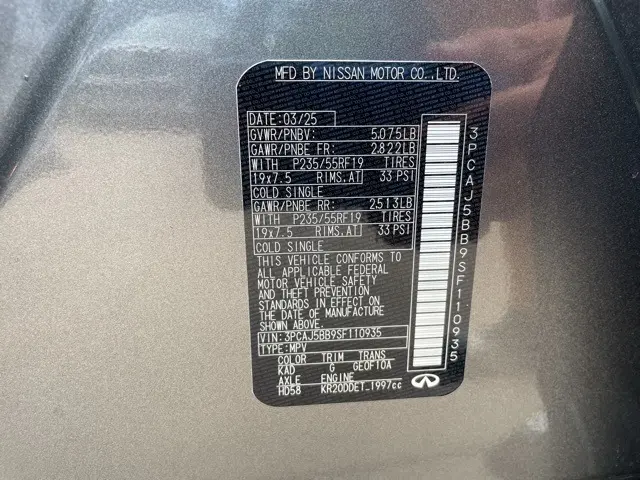 MFD BY NISSAN MOTOR CO.,LTD.
DATE: 03/25
GVWR/PNBV: 5075LB
GAWR/PNBE FR: 2822LB
WITH P235/55RF19 TIRES
19x7.5 RIMS.AT 33 PSI
COLD SINGLE
GAWR/PNBE RR: 2513LB
WITH P235/55RF19 TIRES
19x7.5 RIMS.AT 33 PSI
COLD SINGLE
THIS VEHICLE CONFORMS TO
ALL APPLICABLE FEDERAL
MOTOR VEHICLE SAFETY
AND THEFT PREVENTION
STANDARDS IN EFFECT ON
THE DATE OF MANUFACTURE
SHOWN ABOVE.
VIN: 3PCAJ5BB9SF110935
TYPE: MPV
COLOR TRIM TRANS
KAD G GE0F10A
AXLE ENGINE
HD58 KR20DDET 1997cc
3PCAJ5BB9SF110935